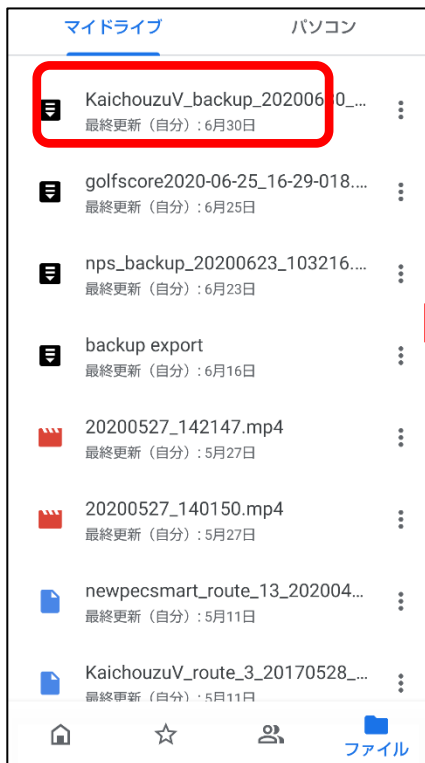 マイドライブ パソコン
KaichouzuV_backup_20200630_...
最終更新（自分）: 6月30日
golfscore2020-06-25_16-29-018....
最終更新（自分）: 6月25日
nps_backup_20200623_103216....
最終更新（自分）: 6月23日
backup export
最終更新（自分）: 6月16日
20200527_142147.mp4
最終更新（自分）: 5月27日
20200527_140150.mp4
最終更新（自分）: 5月27日
newpecsmart_route_13_202004...
最終更新（自分）: 5月11日
KaichouzuV_route_3_20170528_...
最終更新（自分）: 5月11日
ファイル